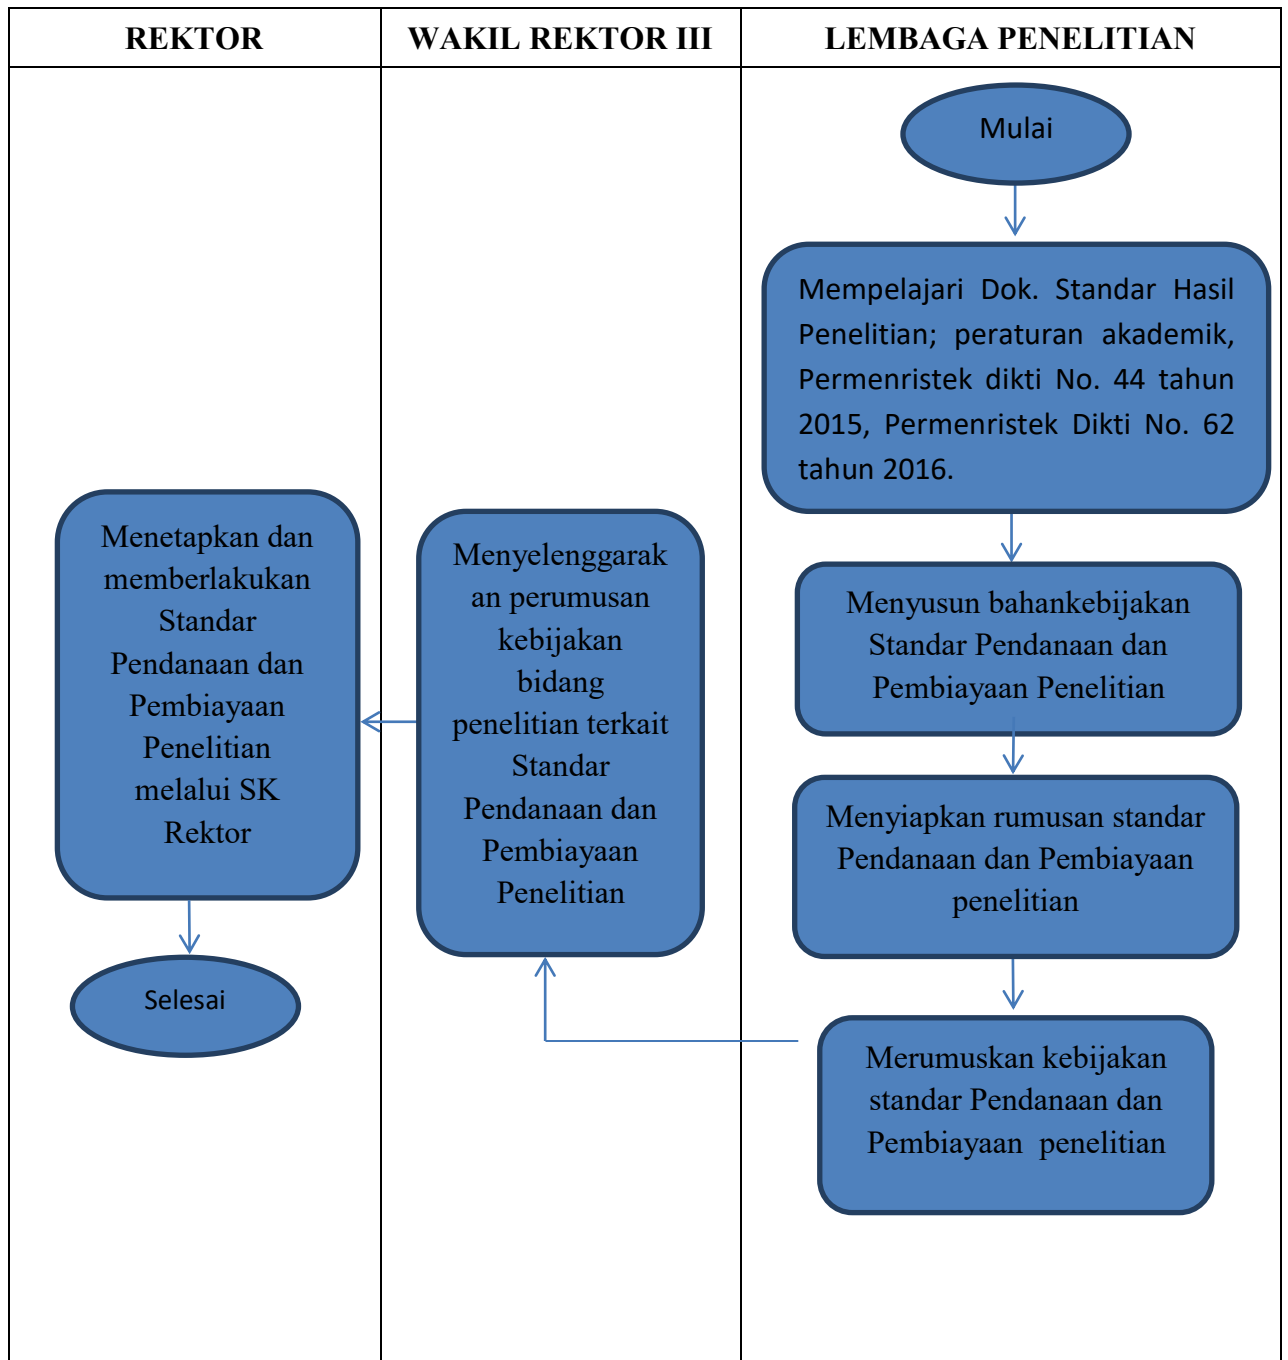 REKTOR
WAKIL REKTOR III
LEMBAGA PENELITIAN
Mulai
Mempelajari Dok. Standar Hasil
Penelitian; peraturan akademik,
Permenristek dikti No. 44 tahun
2015, Permenristek Dikti No. 62
tahun 2016.
Menyusun bahankebijakan
Standar Pendanaan dan
Pembiayaan Penelitian
Menyiapkan rumusan standar
Pendanaan dan Pembiayaan
penelitian
Merumuskan kebijakan
standar Pendanaan dan
Pembiayaan penelitian
Menyelenggarak
an perumusan
kebijakan
bidang
penelitian terkait
Standar
Pendanaan dan
Pembiayaan
Penelitian
Menetapkan dan
memberlakukan
Standar
Pendanaan dan
Pembiayaan
Penelitian
melalui SK
Rektor
Selesai